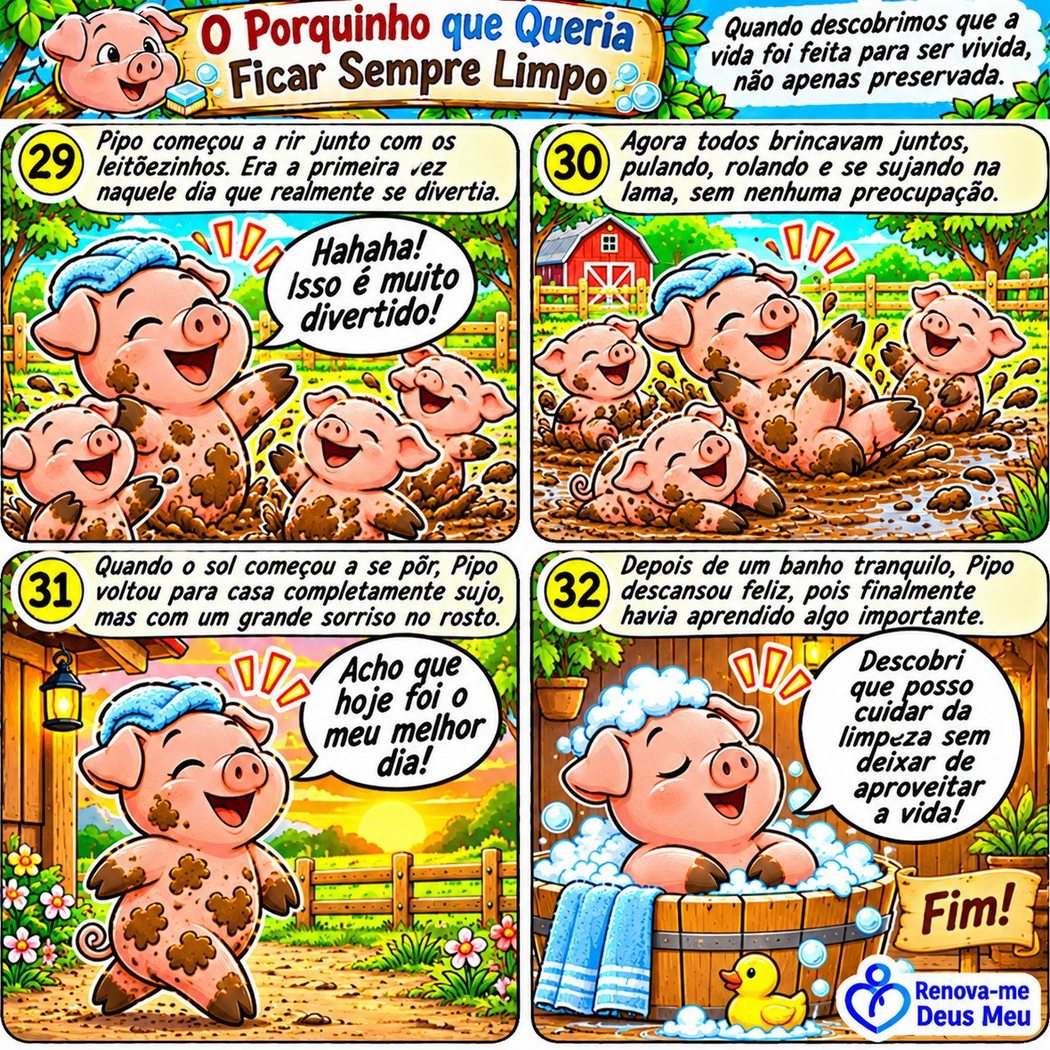 O Porquinho que Queria
Ficar Sempre Limpo
Quando descobrimos que a
vida foi feita para ser vivida,
não apenas preservada.
29
Pipo começou a rir junto com os
leitõezinhos. Era a primeira vez
naquele dia que realmente se divertia.
Hahaha!
Isso é muito
divertido!
30
Agora todos brincavam juntos,
pulando, rolando e se sujando na
lama, sem nenhuma preocupação.
31
Quando o sol começou a se pôr, Pipo
voltou para casa completamente sujo,
mas com um grande sorriso no rosto.
Acho que
hoje foi o
meu melhor
dia!
32
Depois de um banho tranquilo, Pipo
descansou feliz, pois finalmente
havia aprendido algo importante.
Descobri
que posso
cuidar da
limpeza sem
deixar de
aproveitar
a vida!
Fim!
Renova-me
Deus Meu